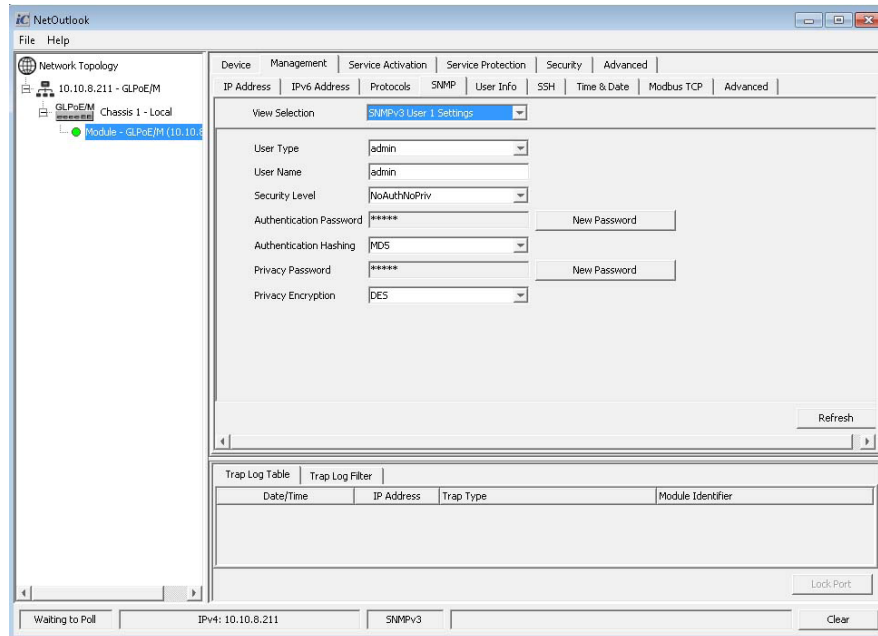 iC NetOutlook
File Help
Network Topology
10.10.8.211 - GLPoE/M
GLPoE/M Chassis 1 - Local
Module - GLPoE/M (10.10.8
Device Management Service Activation Service Protection Security Advanced
IP Address IPv6 Address Protocols SNMP User Info SSH Time & Date Modbus TCP Advanced
View Selection SNMPv3 User 1 Settings
User Type admin
User Name admin
Security Level NoAuthNoPriv
Authentication Password ***** New Password
Authentication Hashing MD5
Privacy Password ***** New Password
Privacy Encryption DES
Refresh
Trap Log Table Trap Log Filter
Date/Time IP Address Trap Type Module Identifier
Lock Port
Waiting to Poll IPv4: 10.10.8.211 SNMPv3 Clear